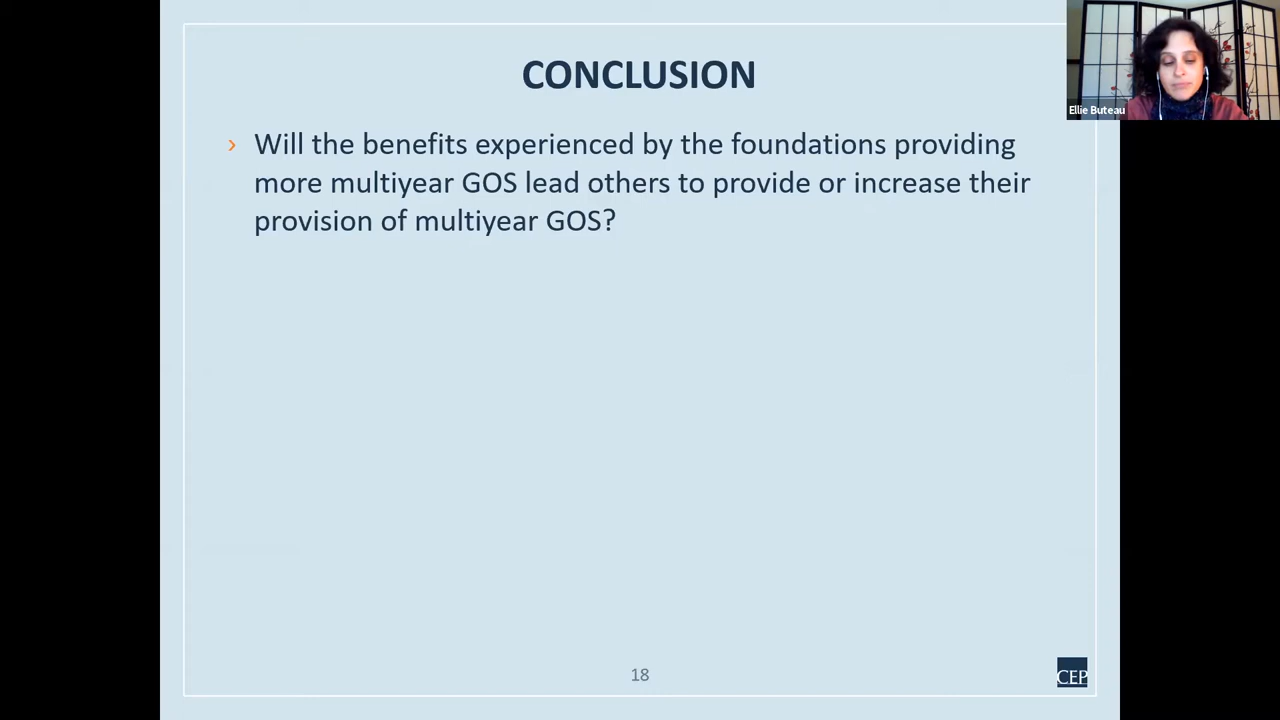 CONCLUSION
Ellie Buteau
› Will the benefits experienced by the foundations providing
more multiyear GOS lead others to provide or increase their
provision of multiyear GOS?
18
CEP